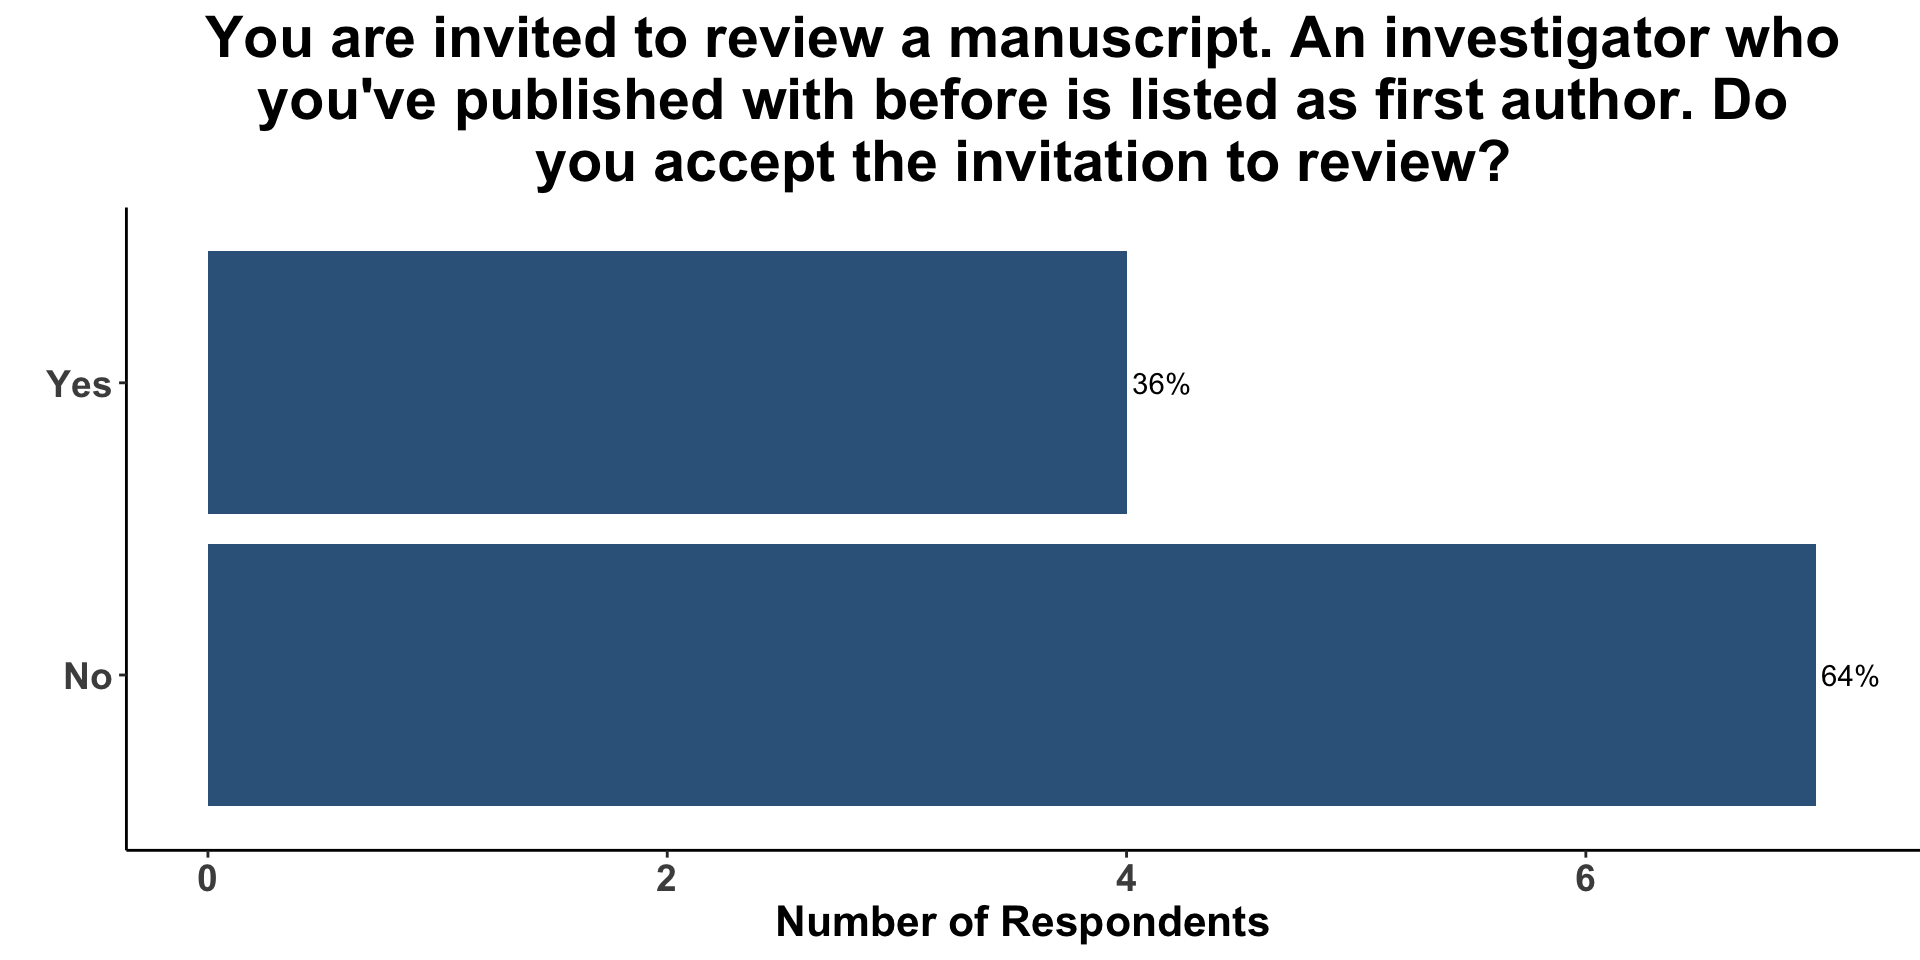 You are invited to review a manuscript. An investigator who
you've published with before is listed as first author. Do
you accept the invitation to review?
Yes
36%
No
64%
0 2 4 6
Number of Respondents